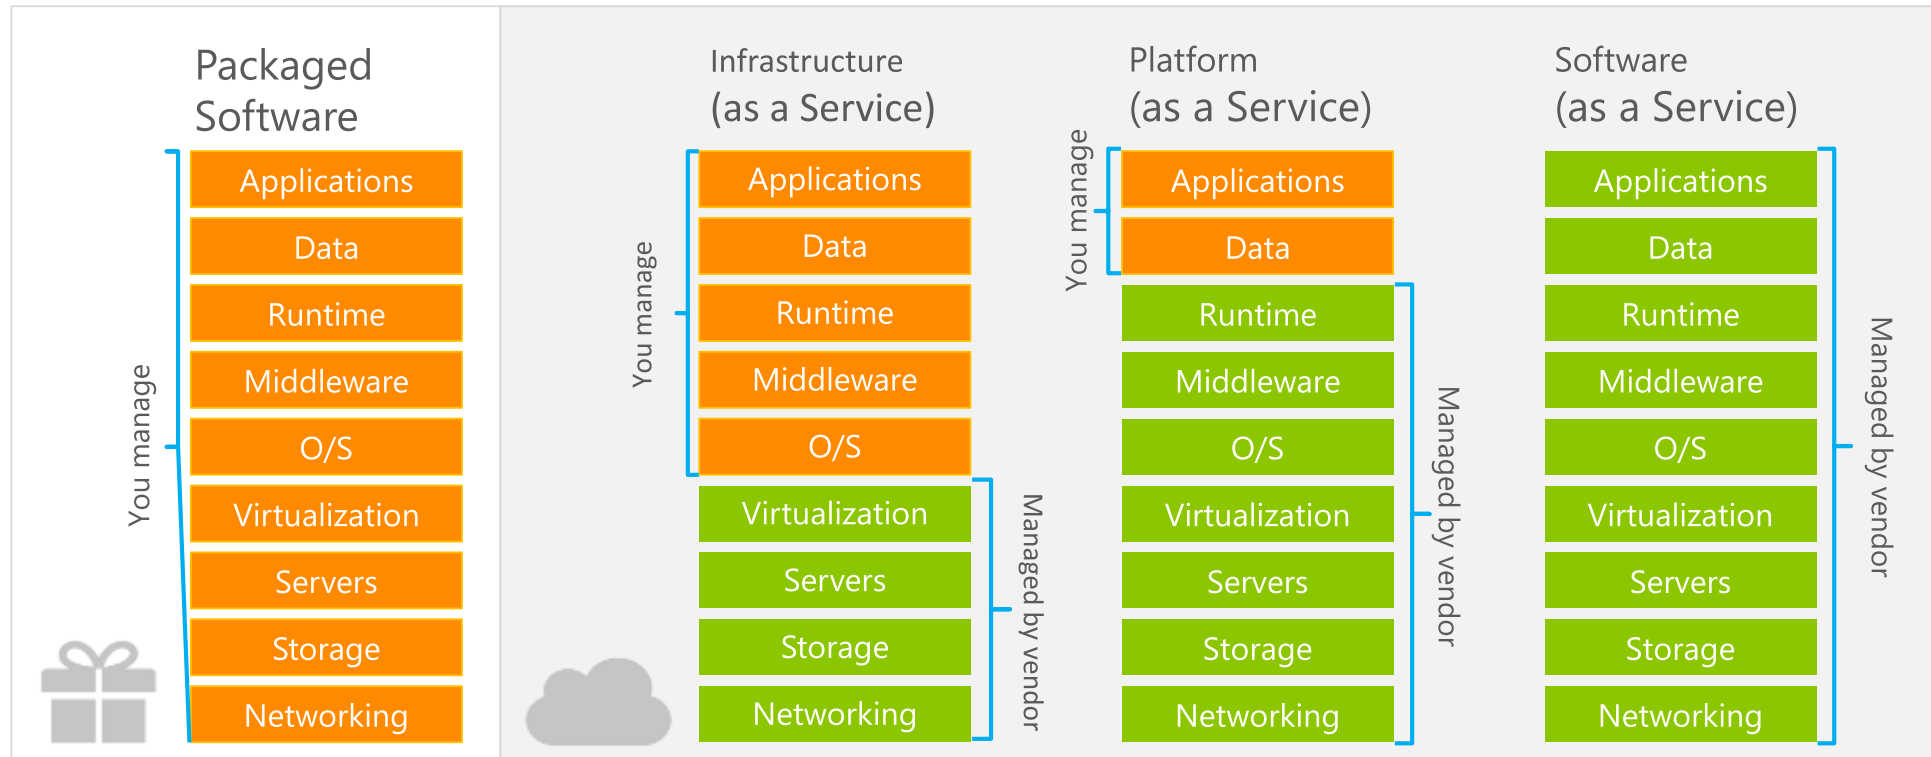 Packaged
Software
You manage
Applications
Data
Runtime
Middleware
O/S
Virtualization
Servers
Storage
Networking
Infrastructure
(as a Service)
You manage
Applications
Data
Runtime
Middleware
O/S
Virtualization
Servers
Storage
Networking
Managed by vendor
Platform
(as a Service)
You manage
Applications
Data
Runtime
Middleware
O/S
Virtualization
Servers
Storage
Networking
Managed by vendor
Software
(as a Service)
Applications
Data
Runtime
Middleware
O/S
Virtualization
Servers
Storage
Networking
Managed by vendor